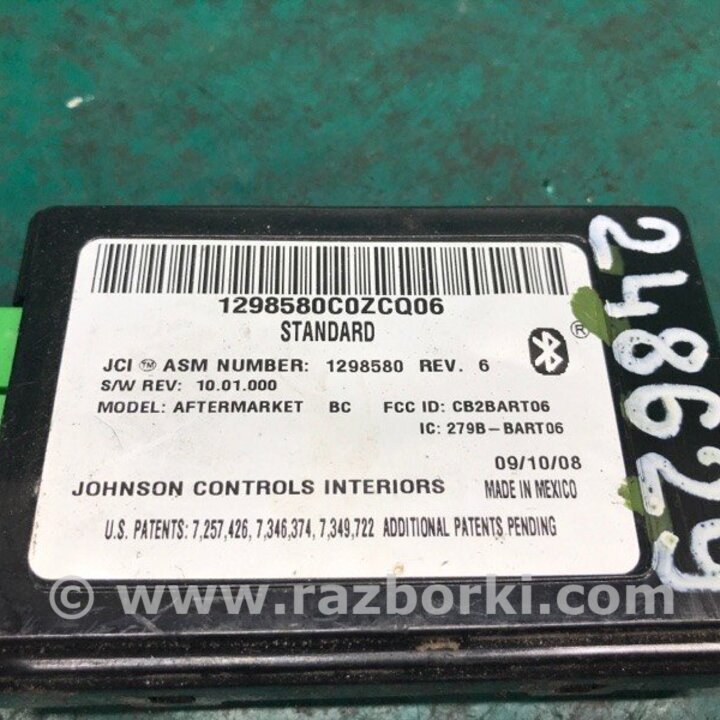 1298580C0ZCQ06
STANDARD
JCI ™ ASM NUMBER: 1298580 REV. 6
S/W REV: 10.01.000
MODEL: AFTERMARKET BC FCC ID: CB2BART06
IC: 279B-BART06
®
09/10/08
JOHNSON CONTROLS INTERIORS MADE IN MEXICO
U.S. PATENTS: 7,257,426, 7,346,374, 7,349,722 ADDITIONAL PATENTS PENDING
248629
© www.razborki.com